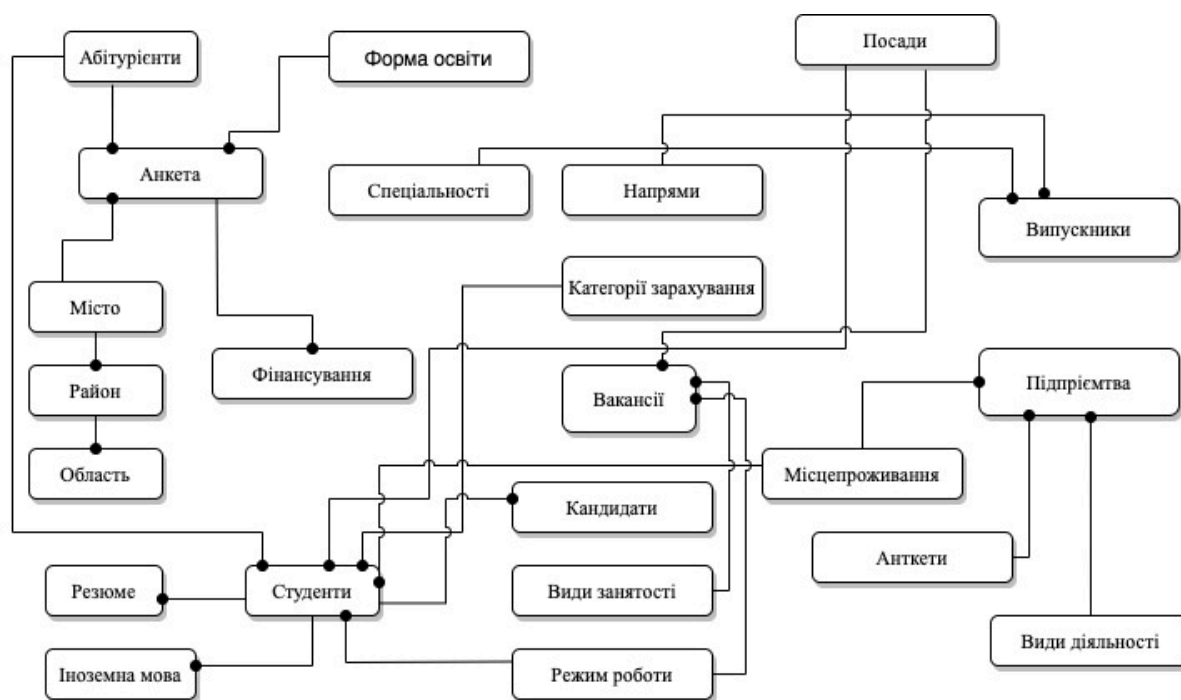 Абітурієнти
Форма освіти
Посади
Анкета
Спеціальності
Напрями
Випускники
Категорії зарахування
Місто
Фінансування
Район
Вакансії
Підпріємтва
Область
Місцепроживання
Кандидати
Анткети
Резюме
Студенти
Види занятості
Види діяльності
Іноземна мова
Режим роботи